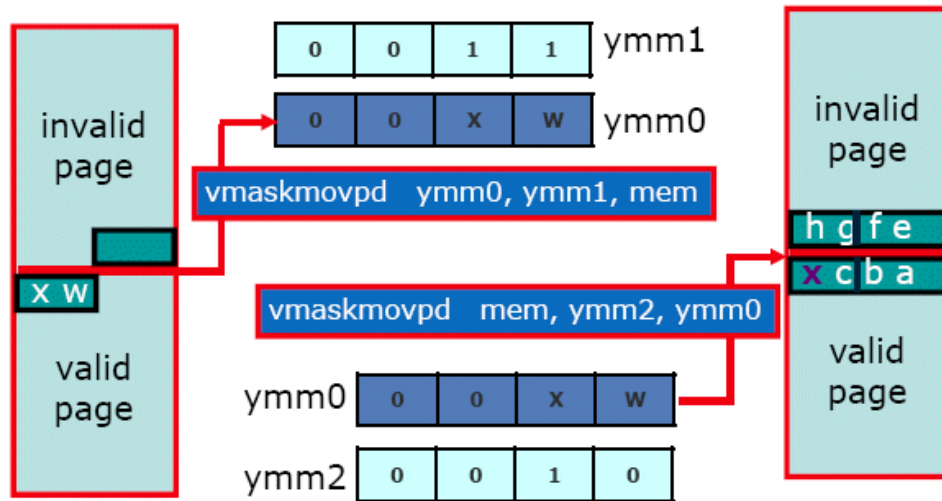 invalid
page
x w
valid
page
0 0 1 1 ymm1
0 0 X W ymm0
vmaskmovpd ymm0, ymm1, mem
vmaskmovpd mem, ymm2, ymm0
ymm0 0 0 X W
ymm2 0 0 1 0
invalid
page
h g f e
x c b a
valid
page